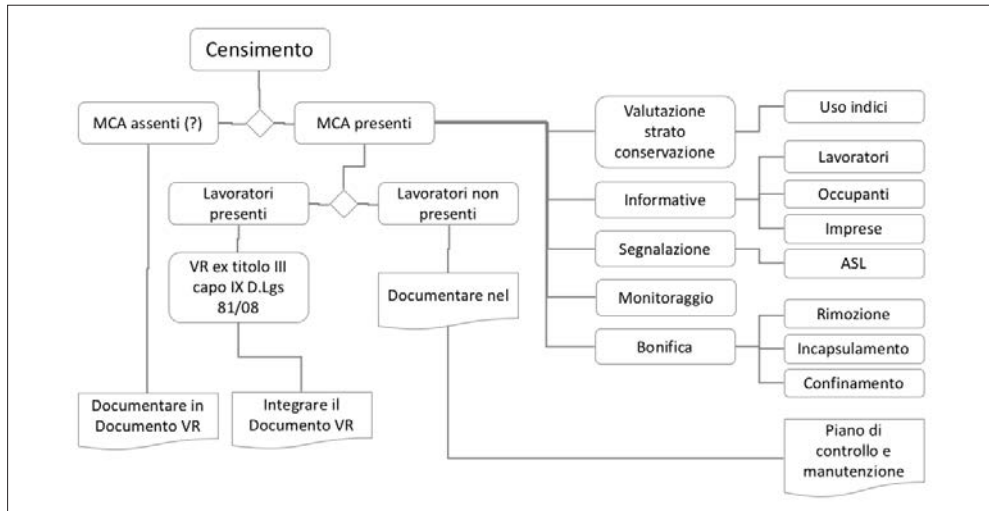 Censimento
MCA assenti (?)
MCA presenti
Lavoratori
presenti
Lavoratori non
presenti
VR ex titolo III
capo IX D.Lgs
81/08
Documentare nel
Documentare in
Documento VR
Integrare il
Documento VR
Valutazione
strato
conservazione
Uso indici
Informative
Lavoratori
Occupanti
Imprese
Segnalazione
ASL
Monitoraggio
Bonifica
Rimozione
Incapsulamento
Confinamento
Piano di
controllo e
manutenzione